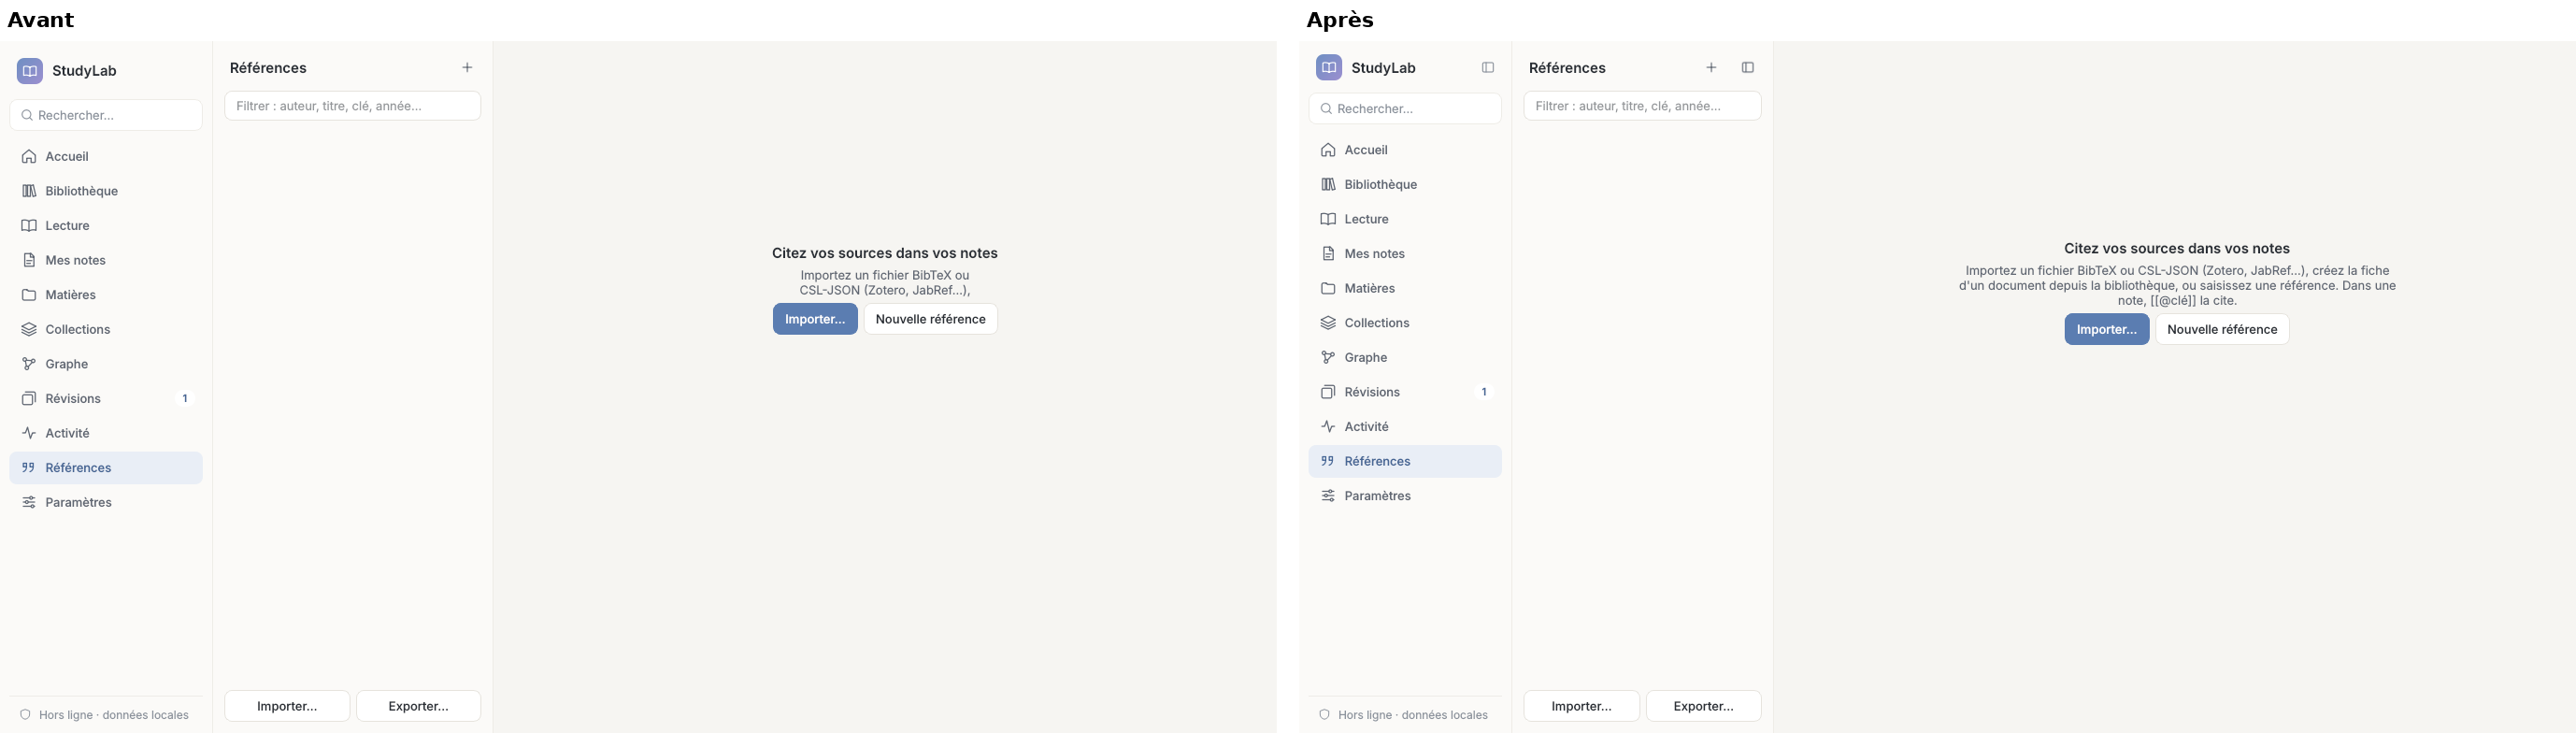 Avant
StudyLab
Rechercher...
Accueil
Bibliothèque
Lecture
Mes notes
Matières
Collections
Graphe
Révisions 1
Activité
Références
Paramètres
Hors ligne · données locales
Références
Filtrer : auteur, titre, clé, année...
Importer... Exporter...
Citez vos sources dans vos notes
Importez un fichier BibTeX ou
CSL-JSON (Zotero, JabRef...),
Importer... Nouvelle référence
Après
StudyLab
Rechercher...
Accueil
Bibliothèque
Lecture
Mes notes
Matières
Collections
Graphe
Révisions 1
Activité
Références
Paramètres
Hors ligne · données locales
Références
Filtrer : auteur, titre, clé, année...
Importer... Exporter...
Citez vos sources dans vos notes
Importez un fichier BibTeX ou CSL-JSON (Zotero, JabRef...), créez la fiche
d'un document depuis la bibliothèque, ou saisissez une référence. Dans une
note, [[@clé]] la cite.
Importer... Nouvelle référence